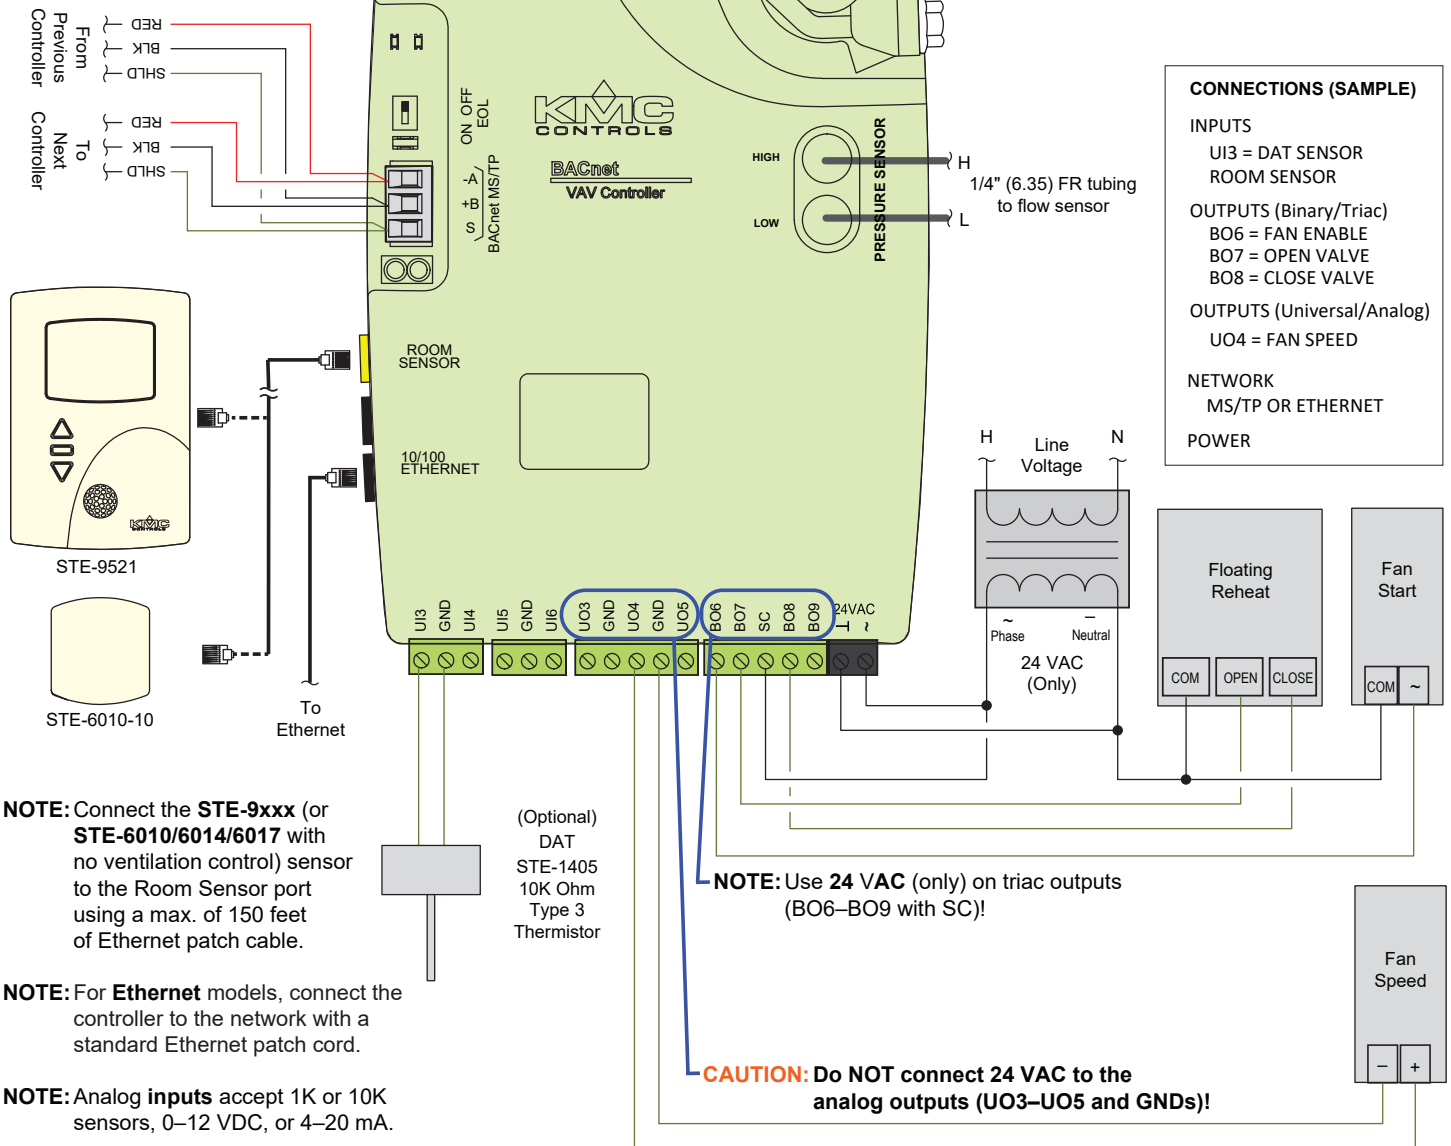 From
Previous
Controller
RED
BLK
SHLD
To
Next
Controller
RED
BLK
SHLD
ON OFF
EOL
-A
+B
S
BACnet MS/TP
KMC
CONTROLS
BACnet
VAV Controller
HIGH
LOW
PRESSURE SENSOR
H
1/4" (6.35) FR tubing
to flow sensor
L
CONNECTIONS (SAMPLE)
INPUTS
UI3 = DAT SENSOR
ROOM SENSOR
OUTPUTS (Binary/Triac)
BO6 = FAN ENABLE
BO7 = OPEN VALVE
BO8 = CLOSE VALVE
OUTPUTS (Universal/Analog)
UO4 = FAN SPEED
NETWORK
MS/TP OR ETHERNET
POWER
ROOM
SENSOR
10/100
ETHERNET
KMC
CONTROLS
STE-9521
STE-6010-10
To
Ethernet
UI3
GND
UI4
UI5
GND
UI6
UO3
GND
UO4
GND
UO5
BO6
BO7
SC
BO8
BO9
24VAC
⊥
~
H
Line
Voltage
N
~
Phase
–
Neutral
24 VAC
(Only)
Floating
Reheat
COM
OPEN
CLOSE
Fan
Start
COM
~
NOTE: Connect the STE-9xxx (or
STE-6010/6014/6017 with
no ventilation control) sensor
to the Room Sensor port
using a max. of 150 feet
of Ethernet patch cable.
NOTE: For Ethernet models, connect the
controller to the network with a
standard Ethernet patch cord.
NOTE: Analog inputs accept 1K or 10K
sensors, 0–12 VDC, or 4–20 mA.
(Optional)
DAT
STE-1405
10K Ohm
Type 3
Thermistor
NOTE: Use 24 VAC (only) on triac outputs
(BO6–BO9 with SC)!
CAUTION: Do NOT connect 24 VAC to the
analog outputs (UO3–UO5 and GNDs)!
Fan
Speed
–
+